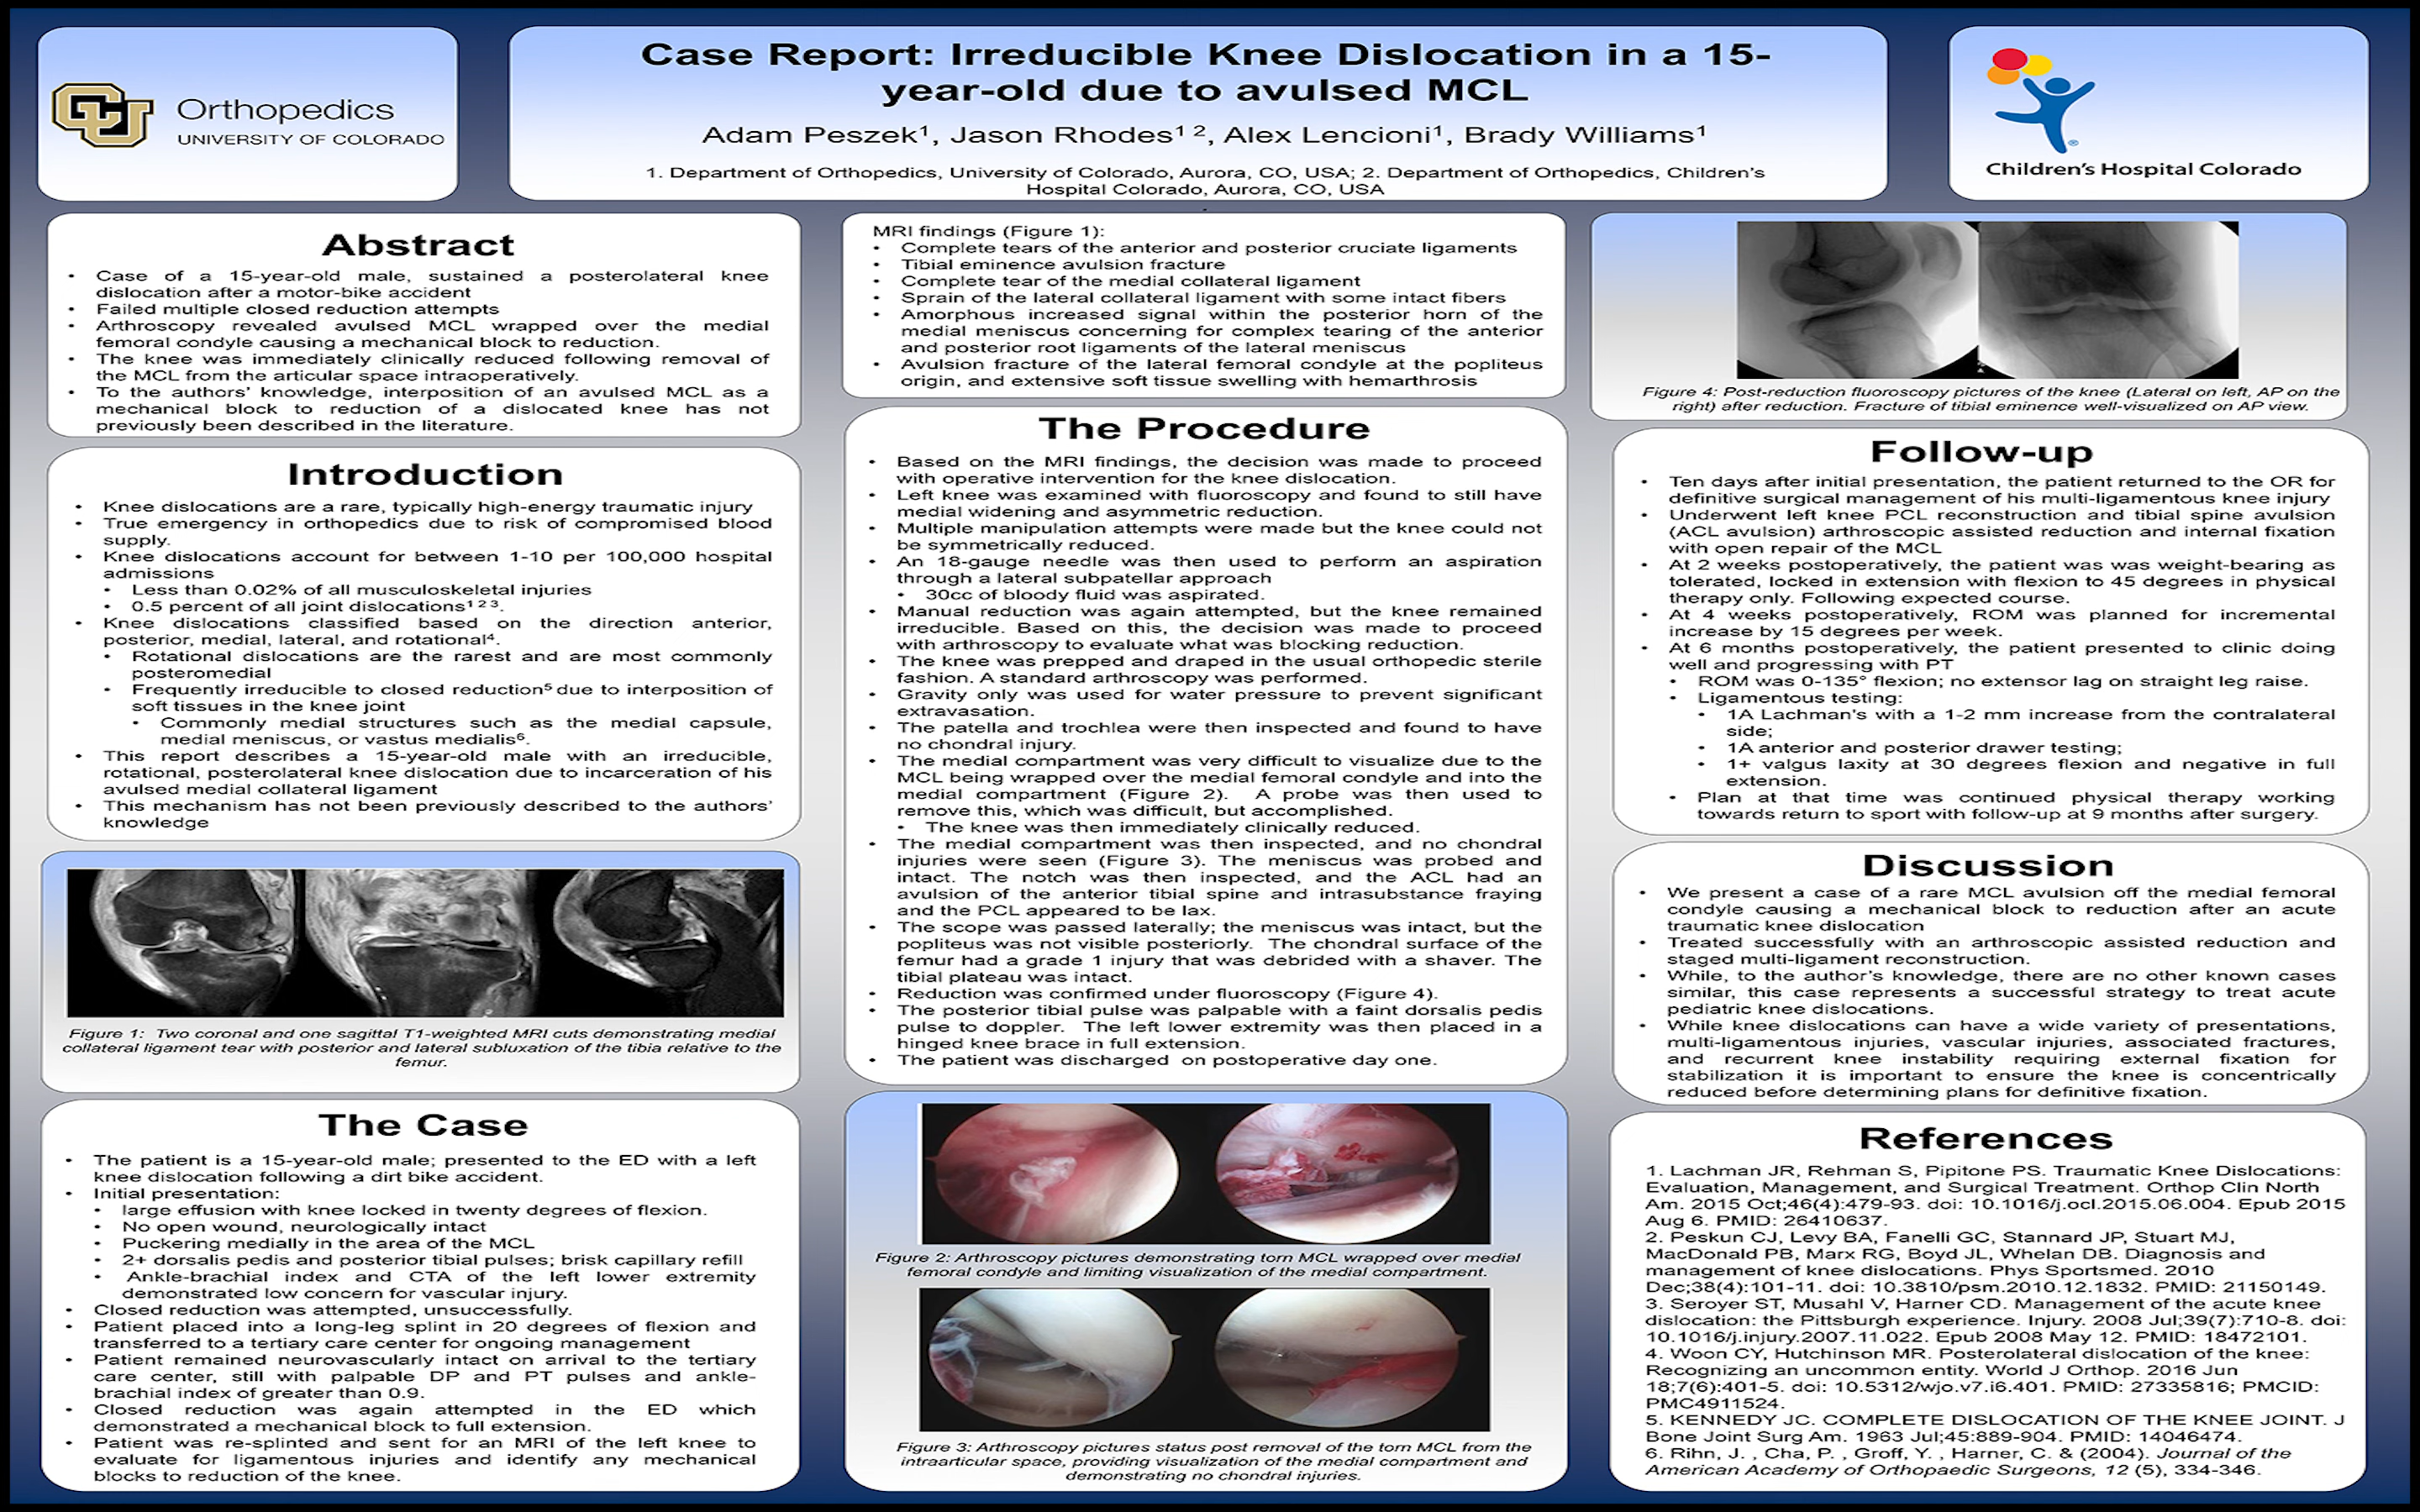 CU
Orthopedics
UNIVERSITY OF COLORADO
Case Report: Irreducible Knee Dislocation in a 15-
year-old due to avulsed MCL
Adam Peszek¹, Jason Rhodes¹ ², Alex Lencioni¹, Brady Williams¹
1. Department of Orthopedics, University of Colorado, Aurora, CO, USA; 2. Department of Orthopedics, Children's
Hospital Colorado, Aurora, CO, USA
Children's Hospital Colorado
Abstract
• Case of a 15-year-old male, sustained a posterolateral knee
dislocation after a motor-bike accident
• Failed multiple closed reduction attempts
• Arthroscopy revealed avulsed MCL wrapped over the medial
femoral condyle causing a mechanical block to reduction.
• The knee was immediately clinically reduced following removal of
the MCL from the articular space intraoperatively.
• To the authors' knowledge, interposition of an avulsed MCL as a
mechanical block to reduction of a dislocated knee has not
previously been described in the literature.
Introduction
• Knee dislocations are a rare, typically high-energy traumatic injury
• True emergency in orthopedics due to risk of compromised blood
supply.
• Knee dislocations account for between 1-10 per 100,000 hospital
admissions
• Less than 0.02% of all musculoskeletal injuries
• 0.5 percent of all joint dislocations¹ ² ³.
• Knee dislocations classified based on the direction anterior,
posterior, medial, lateral, and rotational⁴.
• Rotational dislocations are the rarest and are most commonly
posteromedial
• Frequently irreducible to closed reduction⁵ due to interposition of
soft tissues in the knee joint
• Commonly medial structures such as the medial capsule,
medial meniscus, or vastus medialis⁶.
• This report describes a 15-year-old male with an irreducible,
rotational, posterolateral knee dislocation due to incarceration of his
avulsed medial collateral ligament
• This mechanism has not been previously described to the authors'
knowledge
Figure 1: Two coronal and one sagittal T1-weighted MRI cuts demonstrating medial
collateral ligament tear with posterior and lateral subluxation of the tibia relative to the
femur.
The Case
• The patient is a 15-year-old male; presented to the ED with a left
knee dislocation following a dirt bike accident.
• Initial presentation:
• large effusion with knee locked in twenty degrees of flexion.
• No open wound, neurologically intact
• Puckering medially in the area of the MCL
• 2+ dorsalis pedis and posterior tibial pulses; brisk capillary refill
• Ankle-brachial index and CTA of the left lower extremity
demonstrated low concern for vascular injury.
• Closed reduction was attempted, unsuccessfully.
• Patient placed into a long-leg splint in 20 degrees of flexion and
transferred to a tertiary care center for ongoing management
• Patient remained neurovascularly intact on arrival to the tertiary
care center, still with palpable DP and PT pulses and ankle-
brachial index of greater than 0.9.
• Closed reduction was again attempted in the ED which
demonstrated a mechanical block to full extension.
• Patient was re-splinted and sent for an MRI of the left knee to
evaluate for ligamentous injuries and identify any mechanical
blocks to reduction of the knee.
MRI findings (Figure 1):
• Complete tears of the anterior and posterior cruciate ligaments
• Tibial eminence avulsion fracture
• Complete tear of the medial collateral ligament
• Sprain of the lateral collateral ligament with some intact fibers
• Amorphous increased signal within the posterior horn of the
medial meniscus concerning for complex tearing of the anterior
and posterior root ligaments of the lateral meniscus
• Avulsion fracture of the lateral femoral condyle at the popliteus
origin, and extensive soft tissue swelling with hemarthrosis
The Procedure
• Based on the MRI findings, the decision was made to proceed
with operative intervention for the knee dislocation.
• Left knee was examined with fluoroscopy and found to still have
medial widening and asymmetric reduction.
• Multiple manipulation attempts were made but the knee could not
be symmetrically reduced.
• An 18-gauge needle was then used to perform an aspiration
through a lateral subpatellar approach
• 30cc of bloody fluid was aspirated.
• Manual reduction was again attempted, but the knee remained
irreducible. Based on this, the decision was made to proceed
with arthroscopy to evaluate what was blocking reduction.
• The knee was prepped and draped in the usual orthopedic sterile
fashion. A standard arthroscopy was performed.
• Gravity only was used for water pressure to prevent significant
extravasation.
• The patella and trochlea were then inspected and found to have
no chondral injury.
• The medial compartment was very difficult to visualize due to the
MCL being wrapped over the medial femoral condyle and into the
medial compartment (Figure 2). A probe was then used to
remove this, which was difficult, but accomplished.
• The knee was then immediately clinically reduced.
• The medial compartment was then inspected, and no chondral
injuries were seen (Figure 3). The meniscus was probed and
intact. The notch was then inspected, and the ACL had an
avulsion of the anterior tibial spine and intrasubstance fraying
and the PCL appeared to be lax.
• The scope was passed laterally; the meniscus was intact, but the
popliteus was not visible posteriorly. The chondral surface of the
femur had a grade 1 injury that was debrided with a shaver. The
tibial plateau was intact.
• Reduction was confirmed under fluoroscopy (Figure 4).
• The posterior tibial pulse was palpable with a faint dorsalis pedis
pulse to doppler. The left lower extremity was then placed in a
hinged knee brace in full extension.
• The patient was discharged on postoperative day one.
Figure 2: Arthroscopy pictures demonstrating torn MCL wrapped over medial
femoral condyle and limiting visualization of the medial compartment.
Figure 3: Arthroscopy pictures status post removal of the torn MCL from the
intraarticular space, providing visualization of the medial compartment and
demonstrating no chondral injuries.
Figure 4: Post-reduction fluoroscopy pictures of the knee (Lateral on left, AP on the
right) after reduction. Fracture of tibial eminence well-visualized on AP view.
Follow-up
• Ten days after initial presentation, the patient returned to the OR for
definitive surgical management of his multi-ligamentous knee injury
• Underwent left knee PCL reconstruction and tibial spine avulsion
(ACL avulsion) arthroscopic assisted reduction and internal fixation
with open repair of the MCL
• At 2 weeks postoperatively, the patient was was weight-bearing as
tolerated, locked in extension with flexion to 45 degrees in physical
therapy only. Following expected course.
• At 4 weeks postoperatively, ROM was planned for incremental
increase by 15 degrees per week.
• At 6 months postoperatively, the patient presented to clinic doing
well and progressing with PT
• ROM was 0-135° flexion; no extensor lag on straight leg raise.
• Ligamentous testing:
• 1A Lachman's with a 1-2 mm increase from the contralateral
side;
• 1A anterior and posterior drawer testing;
• 1+ valgus laxity at 30 degrees flexion and negative in full
extension.
• Plan at that time was continued physical therapy working
towards return to sport with follow-up at 9 months after surgery.
Discussion
• We present a case of a rare MCL avulsion off the medial femoral
condyle causing a mechanical block to reduction after an acute
traumatic knee dislocation
• Treated successfully with an arthroscopic assisted reduction and
staged multi-ligament reconstruction.
• While, to the author's knowledge, there are no other known cases
similar, this case represents a successful strategy to treat acute
pediatric knee dislocations.
• While knee dislocations can have a wide variety of presentations,
multi-ligamentous injuries, vascular injuries, associated fractures,
and recurrent knee instability requiring external fixation for
stabilization it is important to ensure the knee is concentrically
reduced before determining plans for definitive fixation.
References
1. Lachman JR, Rehman S, Pipitone PS. Traumatic Knee Dislocations:
Evaluation, Management, and Surgical Treatment. Orthop Clin North
Am. 2015 Oct;46(4):479-93. doi: 10.1016/j.ocl.2015.06.004. Epub 2015
Aug 6. PMID: 26410637.
2. Peskun CJ, Levy BA, Fanelli GC, Stannard JP, Stuart MJ,
MacDonald PB, Marx RG, Boyd JL, Whelan DB. Diagnosis and
management of knee dislocations. Phys Sportsmed. 2010
Dec;38(4):101-11. doi: 10.3810/psm.2010.12.1832. PMID: 21150149.
3. Seroyer ST, Musahl V, Harner CD. Management of the acute knee
dislocation: the Pittsburgh experience. Injury. 2008 Jul;39(7):710-8. doi:
10.1016/j.injury.2007.11.022. Epub 2008 May 12. PMID: 18472101.
4. Woon CY, Hutchinson MR. Posterolateral dislocation of the knee:
Recognizing an uncommon entity. World J Orthop. 2016 Jun
18;7(6):401-5. doi: 10.5312/wjo.v7.i6.401. PMID: 27335816; PMCID:
PMC4911524.
5. KENNEDY JC. COMPLETE DISLOCATION OF THE KNEE JOINT. J
Bone Joint Surg Am. 1963 Jul;45:889-904. PMID: 14046474.
6. Rihn, J. , Cha, P. , Groff, Y. , Harner, C. & (2004). Journal of the
American Academy of Orthopaedic Surgeons, 12 (5), 334-346.